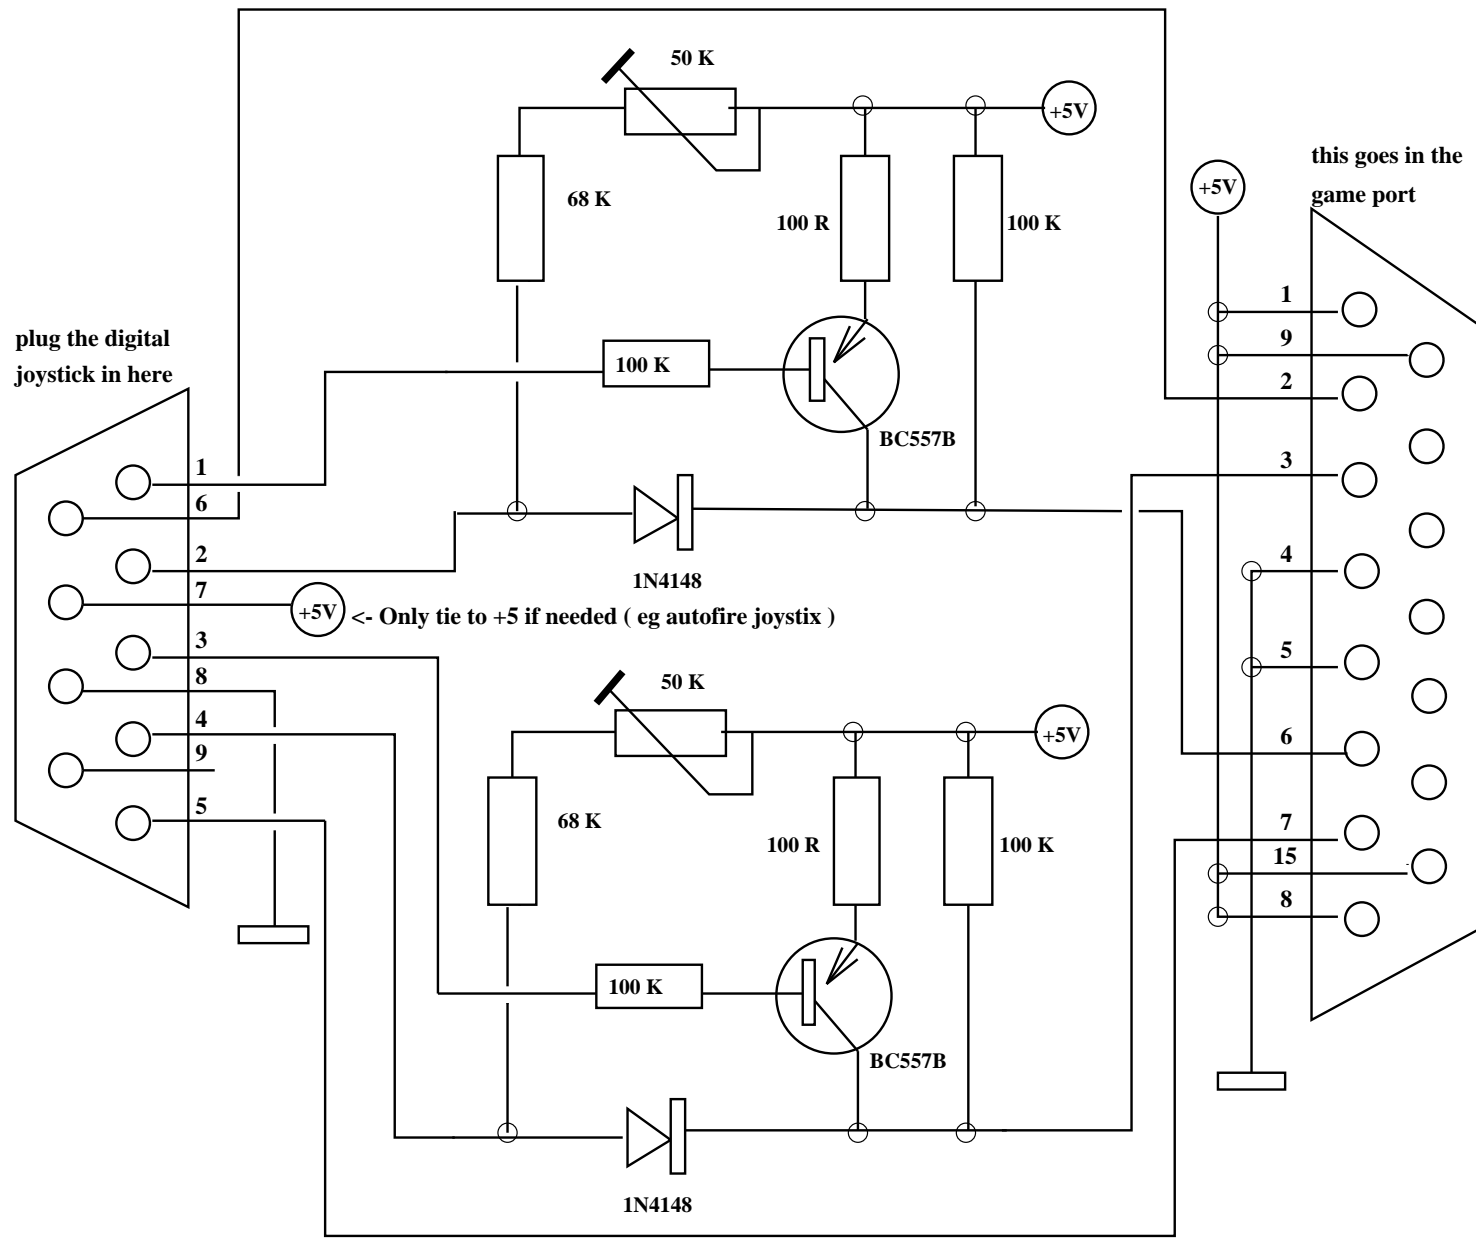 50 K
+5V
this goes in the
game port
68 K
100 R
100 K
+5V
1
9
2
plug the digital
joystick in here
100 K
BC557B
3
1
6
2
1N4148
4
7
+5V <- Only tie to +5 if needed ( eg autofire joystix )
3
8
50 K
5
4
+5V
6
9
5
68 K
100 R
100 K
7
15
8
100 K
BC557B
1N4148